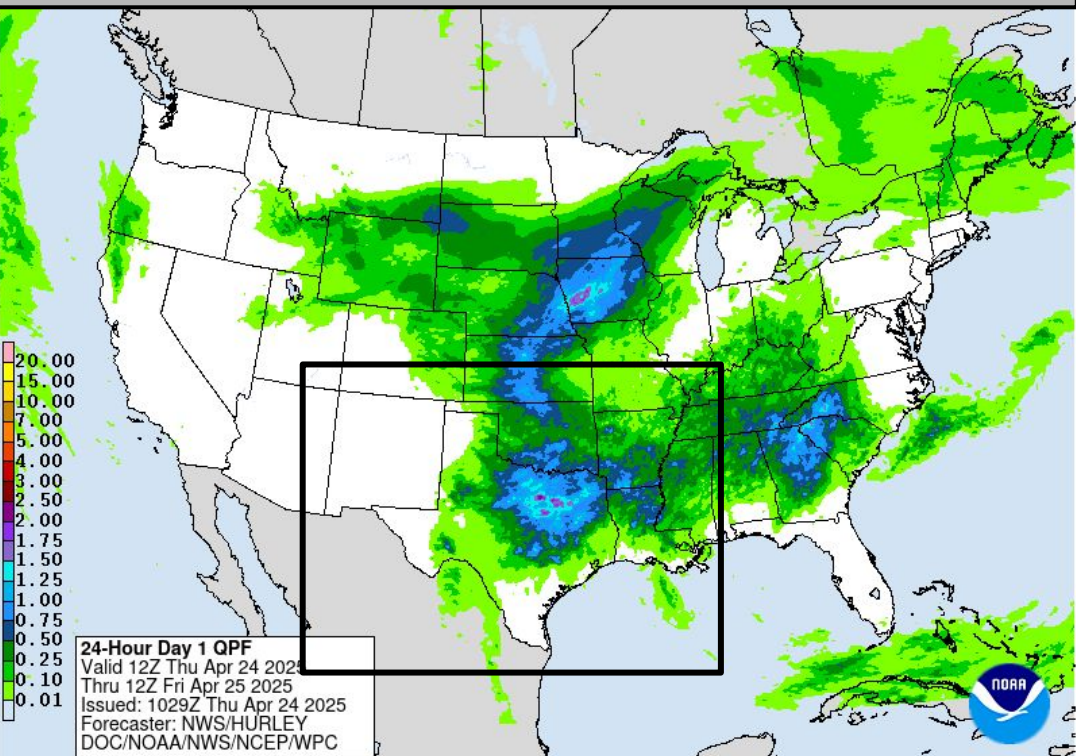 20.00
15.00
10.00
7.00
5.00
4.00
3.00
2.50
2.00
1.75
1.50
1.25
1.00
0.75
0.50
0.25
0.10
0.01
24-Hour Day 1 QPF
Valid 12Z Thu Apr 24 2025
Thru 12Z Fri Apr 25 2025
Issued: 1029Z Thu Apr 24 2025
Forecaster: NWS/HURLEY
DOC/NOAA/NWS/NCEP/WPC
NOAA